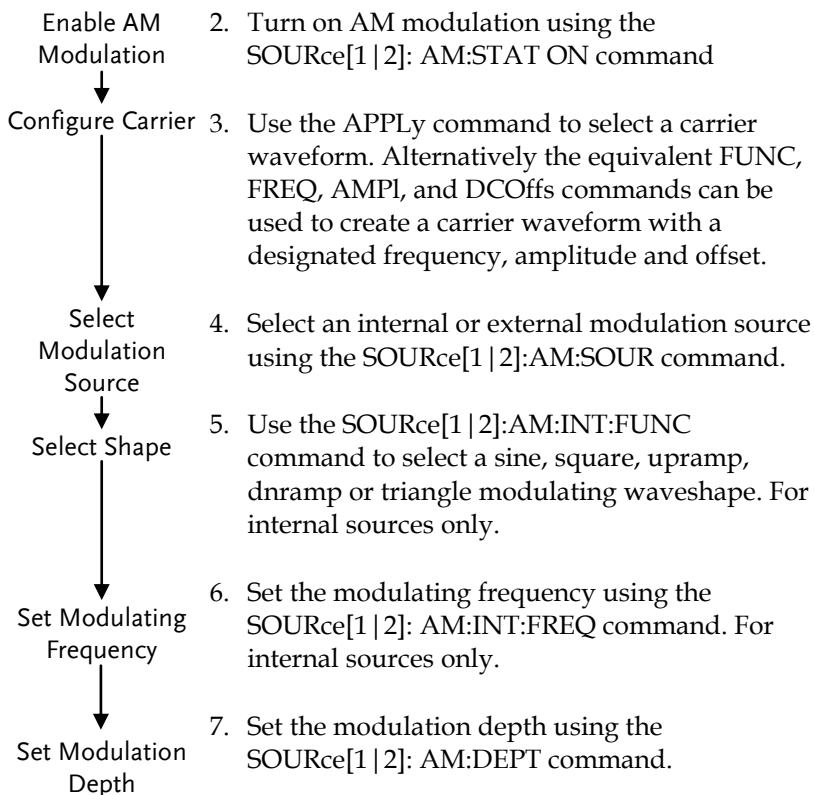 Enable AM
Modulation
2. Turn on AM modulation using the
SOURce[1|2]: AM:STAT ON command
Configure Carrier
3. Use the APPLy command to select a carrier
waveform. Alternatively the equivalent FUNC,
FREQ, AMPl, and DCOffs commands can be
used to create a carrier waveform with a
designated frequency, amplitude and offset.
Select
Modulation
Source
4. Select an internal or external modulation source
using the SOURce[1|2]:AM:SOUR command.
Select Shape
5. Use the SOURce[1|2]:AM:INT:FUNC
command to select a sine, square, upramp,
dnramp or triangle modulating waveshape. For
internal sources only.
Set Modulating
Frequency
6. Set the modulating frequency using the
SOURce[1|2]: AM:INT:FREQ command. For
internal sources only.
Set Modulation
Depth
7. Set the modulation depth using the
SOURce[1|2]: AM:DEPT command.